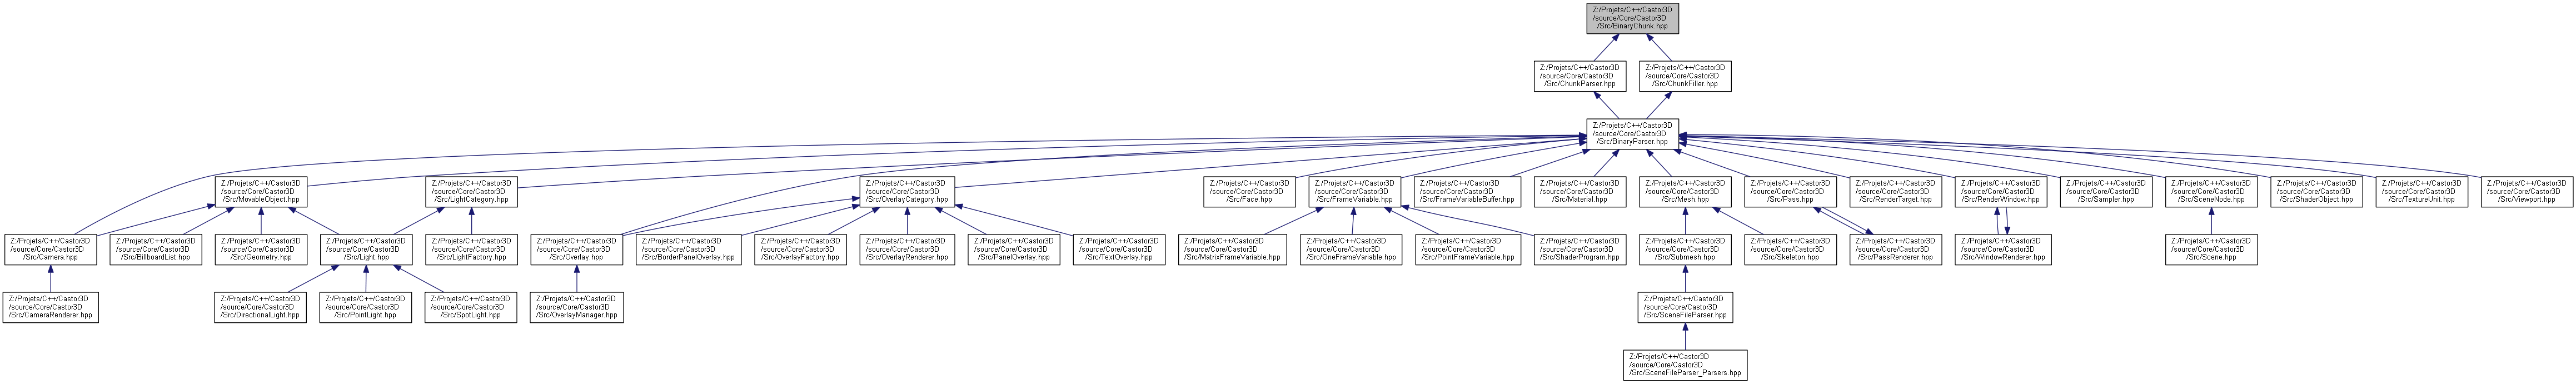 Z:/Projets/C++/Castor3D
/source/Core/Castor3D
/Src/BinaryChunk.hpp
Z:/Projets/C++/Castor3D
/source/Core/Castor3D
/Src/ChunkParser.hpp
Z:/Projets/C++/Castor3D
/source/Core/Castor3D
/Src/ChunkFiller.hpp
Z:/Projets/C++/Castor3D
/source/Core/Castor3D
/Src/BinaryParser.hpp
Z:/Projets/C++/Castor3D
/source/Core/Castor3D
/Src/MovableObject.hpp
Z:/Projets/C++/Castor3D
/source/Core/Castor3D
/Src/LightCategory.hpp
Z:/Projets/C++/Castor3D
/source/Core/Castor3D
/Src/OverlayCategory.hpp
Z:/Projets/C++/Castor3D
/source/Core/Castor3D
/Src/Face.hpp
Z:/Projets/C++/Castor3D
/source/Core/Castor3D
/Src/FrameVariable.hpp
Z:/Projets/C++/Castor3D
/source/Core/Castor3D
/Src/FrameVariableBuffer.hpp
Z:/Projets/C++/Castor3D
/source/Core/Castor3D
/Src/Material.hpp
Z:/Projets/C++/Castor3D
/source/Core/Castor3D
/Src/Mesh.hpp
Z:/Projets/C++/Castor3D
/source/Core/Castor3D
/Src/Pass.hpp
Z:/Projets/C++/Castor3D
/source/Core/Castor3D
/Src/RenderTarget.hpp
Z:/Projets/C++/Castor3D
/source/Core/Castor3D
/Src/RenderWindow.hpp
Z:/Projets/C++/Castor3D
/source/Core/Castor3D
/Src/Sampler.hpp
Z:/Projets/C++/Castor3D
/source/Core/Castor3D
/Src/SceneNode.hpp
Z:/Projets/C++/Castor3D
/source/Core/Castor3D
/Src/ShaderObject.hpp
Z:/Projets/C++/Castor3D
/source/Core/Castor3D
/Src/TextureUnit.hpp
Z:/Projets/C++/Castor3D
/source/Core/Castor3D
/Src/Viewport.hpp
Z:/Projets/C++/Castor3D
/source/Core/Castor3D
/Src/Camera.hpp
Z:/Projets/C++/Castor3D
/source/Core/Castor3D
/Src/BillboardList.hpp
Z:/Projets/C++/Castor3D
/source/Core/Castor3D
/Src/Geometry.hpp
Z:/Projets/C++/Castor3D
/source/Core/Castor3D
/Src/Light.hpp
Z:/Projets/C++/Castor3D
/source/Core/Castor3D
/Src/LightFactory.hpp
Z:/Projets/C++/Castor3D
/source/Core/Castor3D
/Src/Overlay.hpp
Z:/Projets/C++/Castor3D
/source/Core/Castor3D
/Src/BorderPanelOverlay.hpp
Z:/Projets/C++/Castor3D
/source/Core/Castor3D
/Src/OverlayFactory.hpp
Z:/Projets/C++/Castor3D
/source/Core/Castor3D
/Src/OverlayRenderer.hpp
Z:/Projets/C++/Castor3D
/source/Core/Castor3D
/Src/PanelOverlay.hpp
Z:/Projets/C++/Castor3D
/source/Core/Castor3D
/Src/TextOverlay.hpp
Z:/Projets/C++/Castor3D
/source/Core/Castor3D
/Src/MatrixFrameVariable.hpp
Z:/Projets/C++/Castor3D
/source/Core/Castor3D
/Src/OneFrameVariable.hpp
Z:/Projets/C++/Castor3D
/source/Core/Castor3D
/Src/PointFrameVariable.hpp
Z:/Projets/C++/Castor3D
/source/Core/Castor3D
/Src/ShaderProgram.hpp
Z:/Projets/C++/Castor3D
/source/Core/Castor3D
/Src/Submesh.hpp
Z:/Projets/C++/Castor3D
/source/Core/Castor3D
/Src/Skeleton.hpp
Z:/Projets/C++/Castor3D
/source/Core/Castor3D
/Src/PassRenderer.hpp
Z:/Projets/C++/Castor3D
/source/Core/Castor3D
/Src/WindowRenderer.hpp
Z:/Projets/C++/Castor3D
/source/Core/Castor3D
/Src/Scene.hpp
Z:/Projets/C++/Castor3D
/source/Core/Castor3D
/Src/CameraRenderer.hpp
Z:/Projets/C++/Castor3D
/source/Core/Castor3D
/Src/DirectionalLight.hpp
Z:/Projets/C++/Castor3D
/source/Core/Castor3D
/Src/PointLight.hpp
Z:/Projets/C++/Castor3D
/source/Core/Castor3D
/Src/SpotLight.hpp
Z:/Projets/C++/Castor3D
/source/Core/Castor3D
/Src/OverlayManager.hpp
Z:/Projets/C++/Castor3D
/source/Core/Castor3D
/Src/SceneFileParser.hpp
Z:/Projets/C++/Castor3D
/source/Core/Castor3D
/Src/SceneFileParser_Parsers.hpp